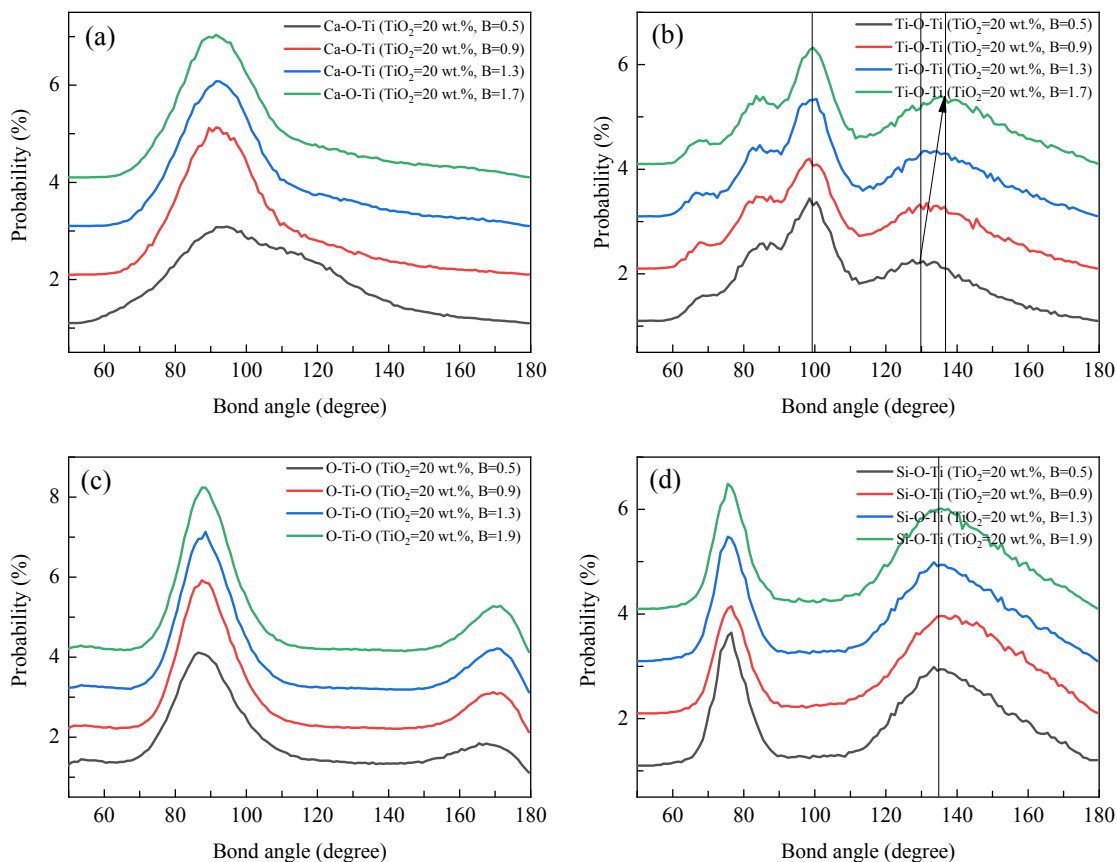 (a)
Ca-O-Ti (TiO2=20 wt.%, B=0.5)
Ca-O-Ti (TiO2=20 wt.%, B=0.9)
Ca-O-Ti (TiO2=20 wt.%, B=1.3)
Ca-O-Ti (TiO2=20 wt.%, B=1.7)
Probability (%)
6
4
2
60 80 100 120 140 160 180
Bond angle (degree)
(b)
Ti-O-Ti (TiO2=20 wt.%, B=0.5)
Ti-O-Ti (TiO2=20 wt.%, B=0.9)
Ti-O-Ti (TiO2=20 wt.%, B=1.3)
Ti-O-Ti (TiO2=20 wt.%, B=1.7)
Probability (%)
6
4
2
60 80 100 120 140 160 180
Bond angle (degree)
(c)
O-Ti-O (TiO2=20 wt.%, B=0.5)
O-Ti-O (TiO2=20 wt.%, B=0.9)
O-Ti-O (TiO2=20 wt.%, B=1.3)
O-Ti-O (TiO2=20 wt.%, B=1.9)
Probability (%)
8
6
4
2
60 80 100 120 140 160 180
Bond angle (degree)
(d)
Si-O-Ti (TiO2=20 wt.%, B=0.5)
Si-O-Ti (TiO2=20 wt.%, B=0.9)
Si-O-Ti (TiO2=20 wt.%, B=1.3)
Si-O-Ti (TiO2=20 wt.%, B=1.9)
Probability (%)
6
4
2
60 80 100 120 140 160 180
Bond angle (degree)